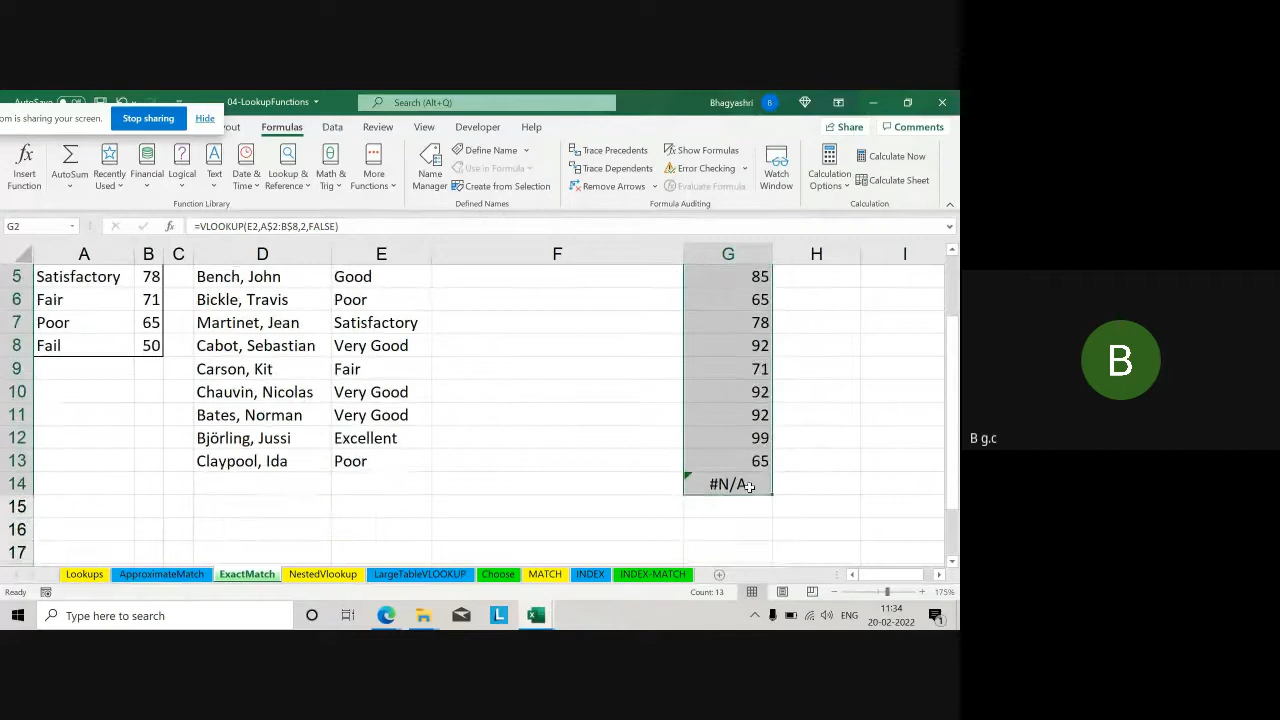 AutoSave Off 04-LookupFunctions Search (Alt+Q) Bhagyashri B
om is sharing your screen. Stop sharing Hide
out Formulas Data Review View Developer Help Share Comments
Insert Function
AutoSum
Recently Used
Financial
Logical
Text
Date & Time
Lookup & Reference
Math & Trig
More Functions
Function Library
Name Manager
Define Name
Use in Formula
Create from Selection
Defined Names
Trace Precedents
Trace Dependents
Remove Arrows
Show Formulas
Error Checking
Evaluate Formula
Formula Auditing
Watch Window
Calculation Options
Calculate Now
Calculate Sheet
Calculation
G2 fx =VLOOKUP(E2,A$2:B$8,2,FALSE)
A B C D E F G H I
5 Satisfactory 78 Bench, John Good 85
6 Fair 71 Bickle, Travis Poor 65
7 Poor 65 Martinet, Jean Satisfactory 78
8 Fail 50 Cabot, Sebastian Very Good 92
9 Carson, Kit Fair 71
10 Chauvin, Nicolas Very Good 92
11 Bates, Norman Very Good 92
12 Björling, Jussi Excellent 99
13 Claypool, Ida Poor 65
14 #N/A
15
16
17
Lookups ApproximateMatch ExactMatch NestedVlookup LargeTableVLOOKUP Choose MATCH INDEX INDEX-MATCH
Ready Count: 13 175%
Type here to search L ENG 11:34
20-02-2022
B
B g.c